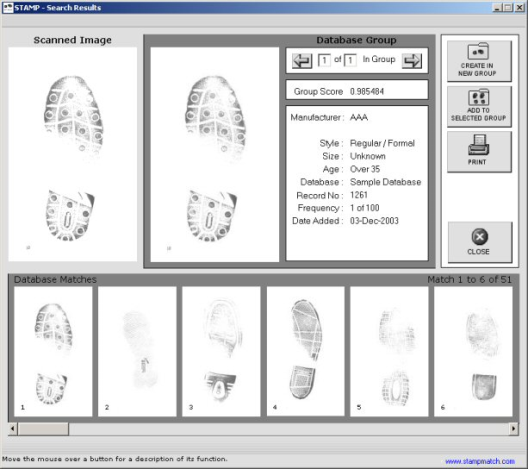 STAMP - Search Results
Scanned Image
Database Group
1 of 1 In Group
Group Score 0.985484
Manufacturer: AAA
Style: Regular / Formal
Size: Unknown
Age: Over 35
Database: Sample Database
Record No: 1261
Frequency: 1 of 100
Date Added: 03-Dec-2003
CREATE IN
NEW GROUP
ADD TO
SELECTED GROUP
PRINT
CLOSE
Database Matches
Match 1 to 6 of 51
1
2
3
4
5
6
Move the mouse over a button for a description of its function.
www.stampmatch.com